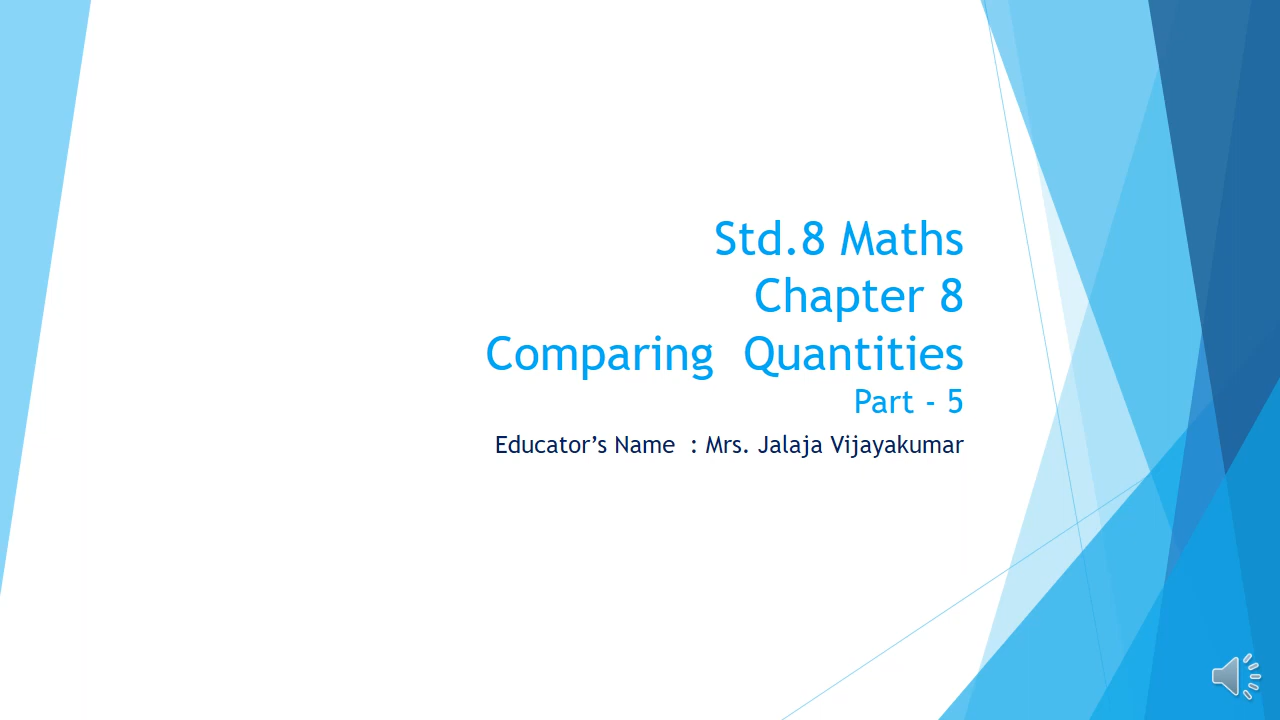 Std.8 Maths
Chapter 8
Comparing Quantities
Part - 5
Educator’s Name : Mrs. Jalaja Vijayakumar